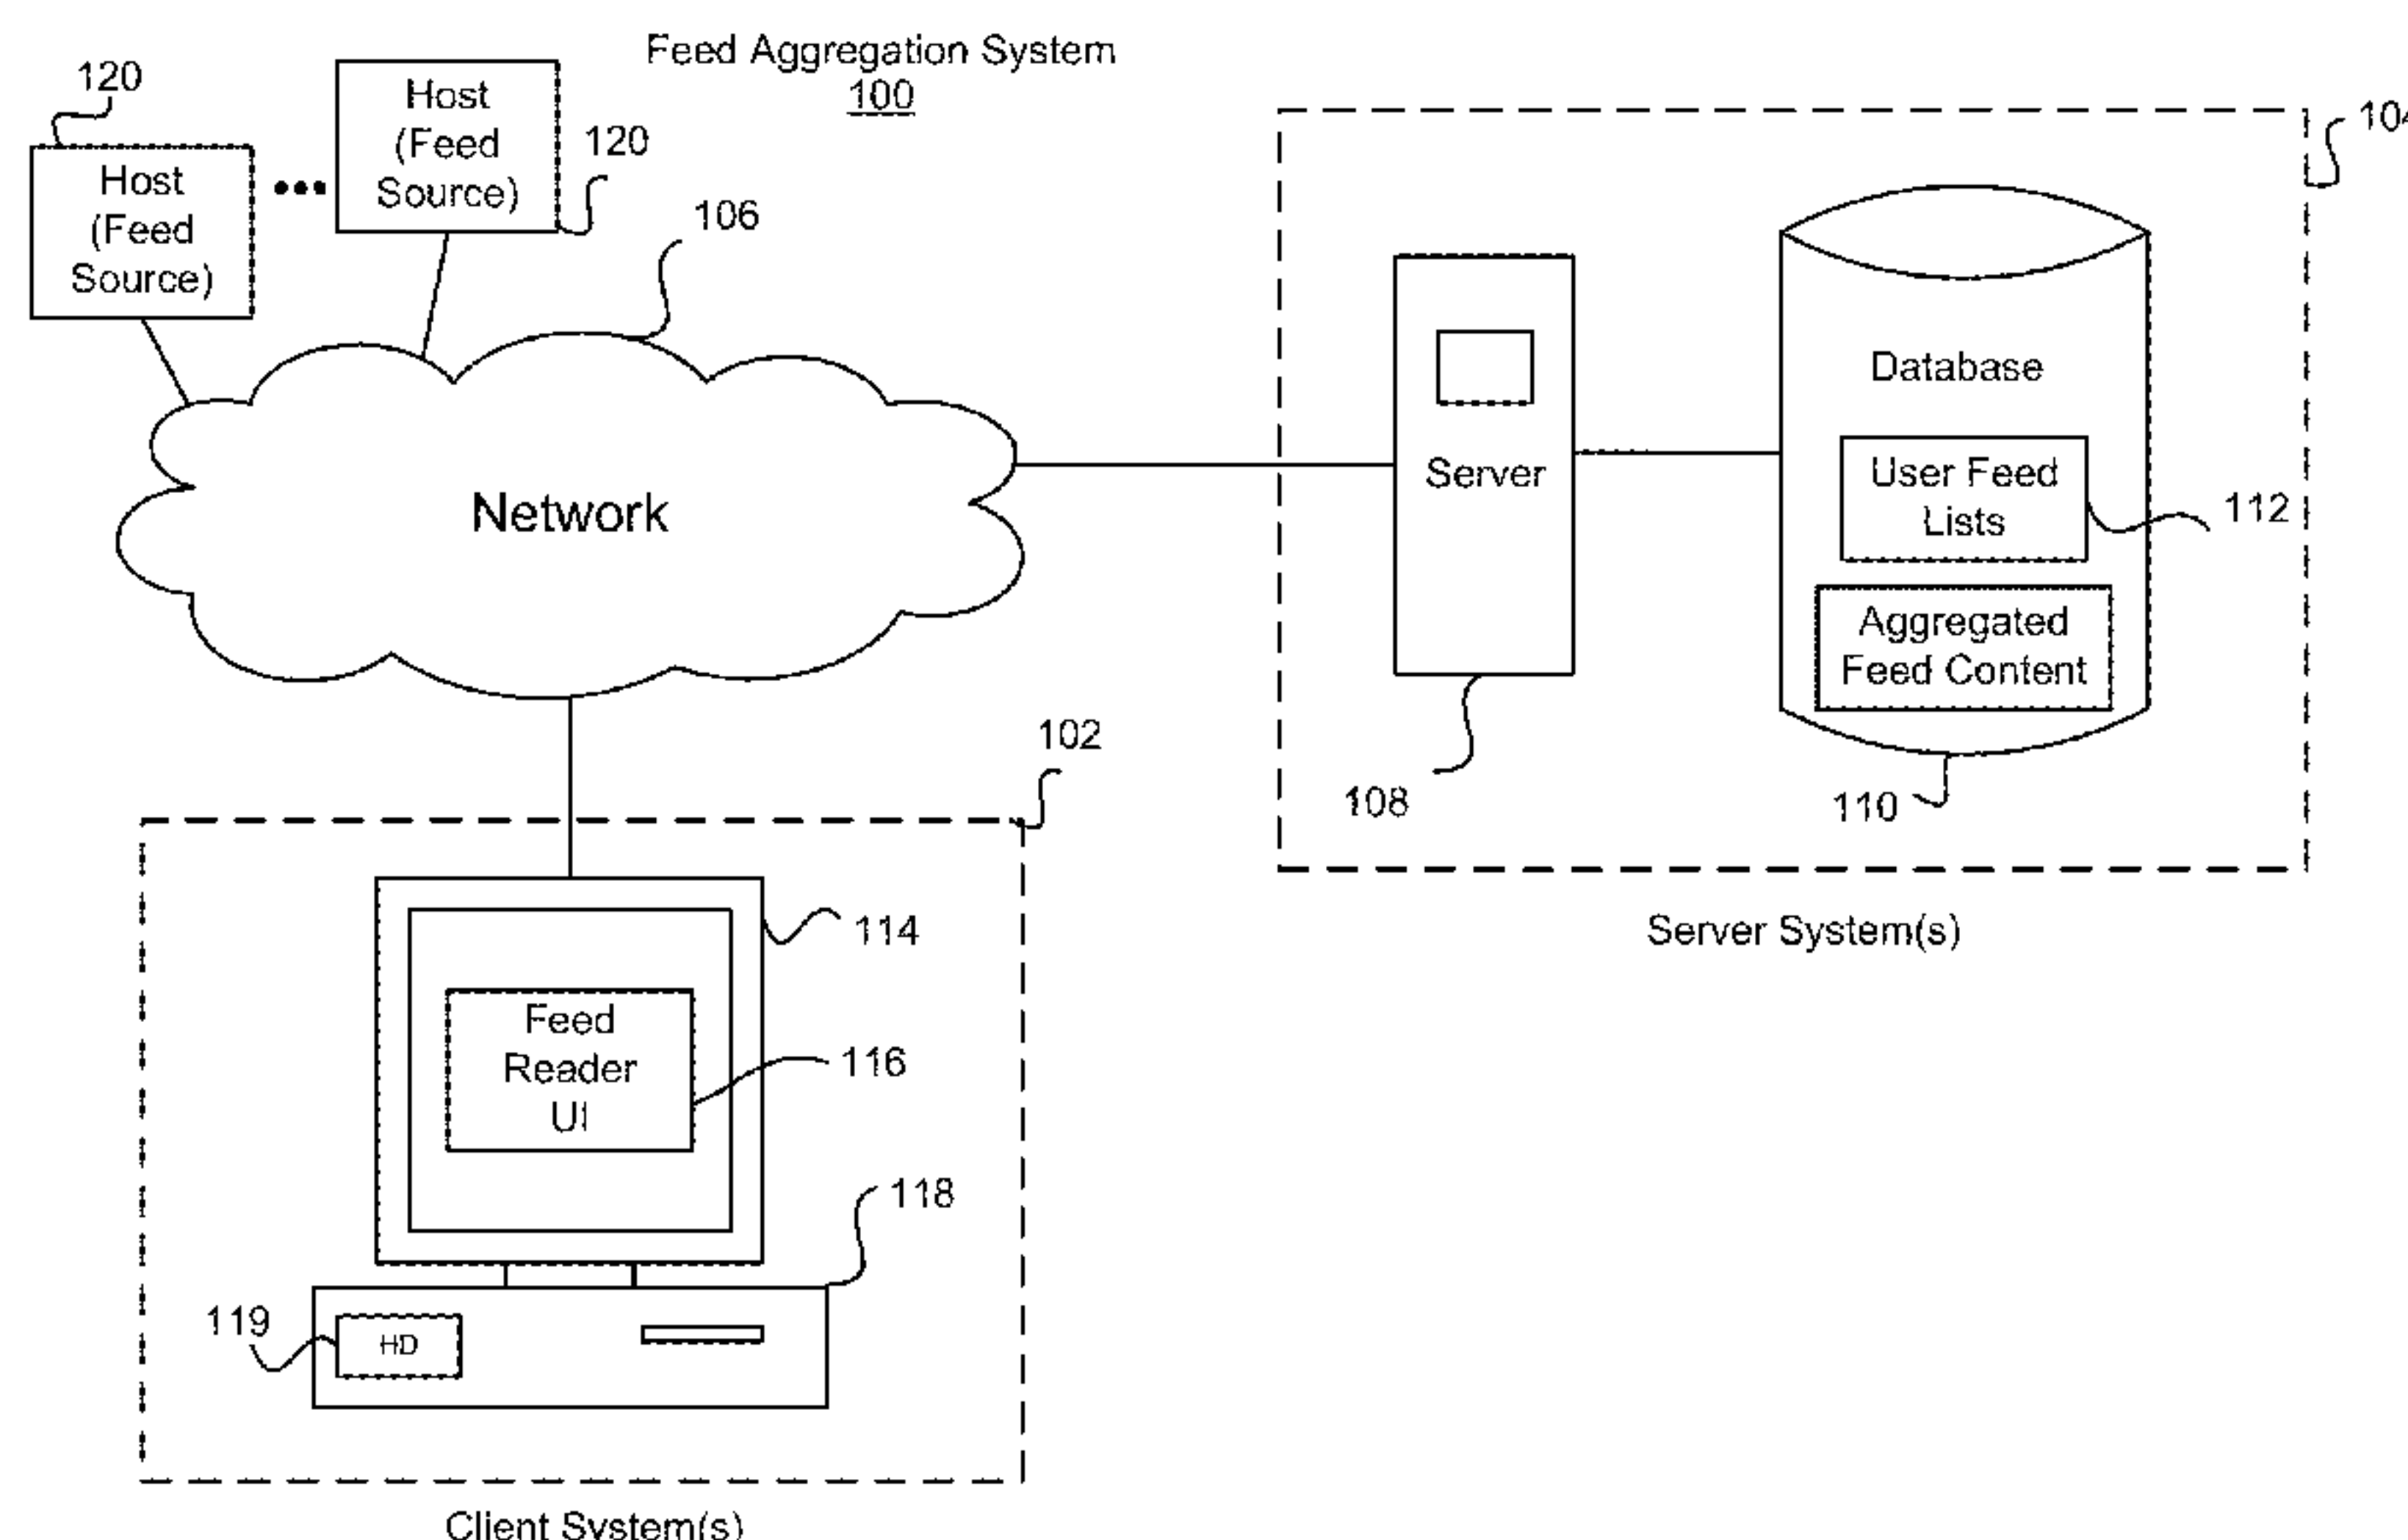 Feed Aggregation System
100
120
Host
(Feed
Source)
Host
(Feed
Source)
120
106
104
Network
Server
Database
User Feed
Lists
112
Aggregated
Feed Content
108
110
Server System(s)
102
114
Feed
Reader
UI
116
118
119
HD
Client System(s)